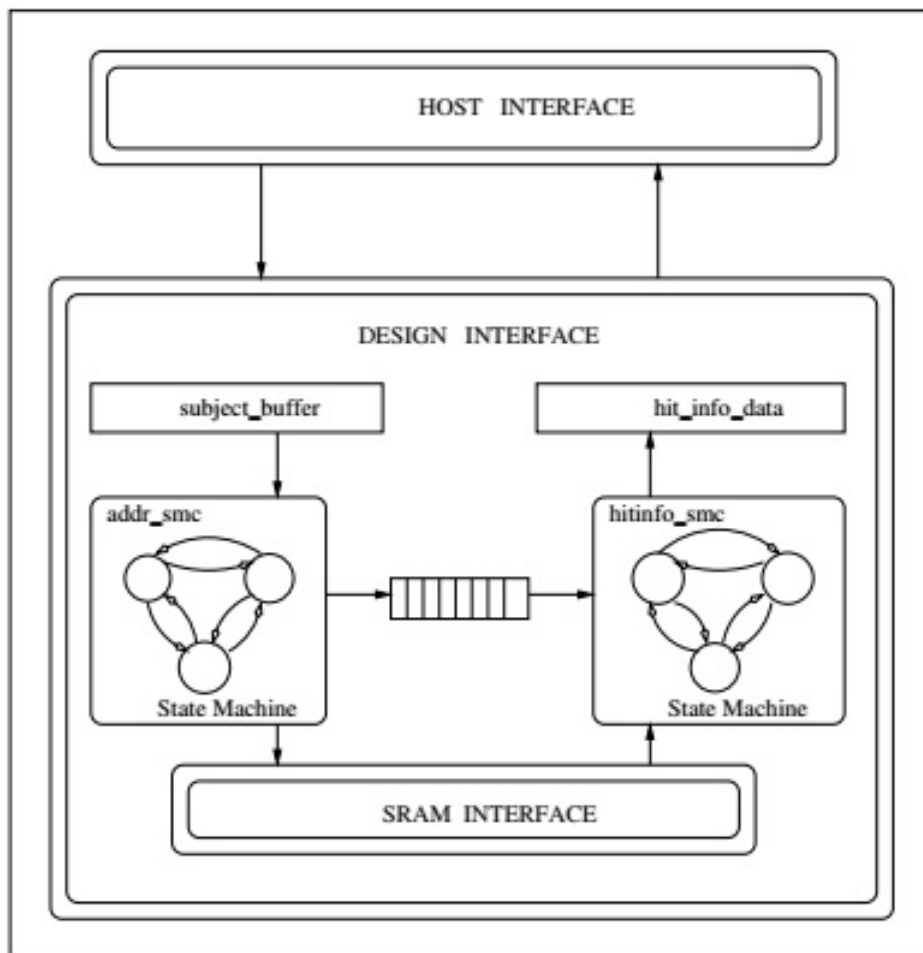 HOST INTERFACE
DESIGN INTERFACE
subject_buffer
hit_info_data
addr_smc
hitinfo_smc
State Machine
State Machine
SRAM INTERFACE